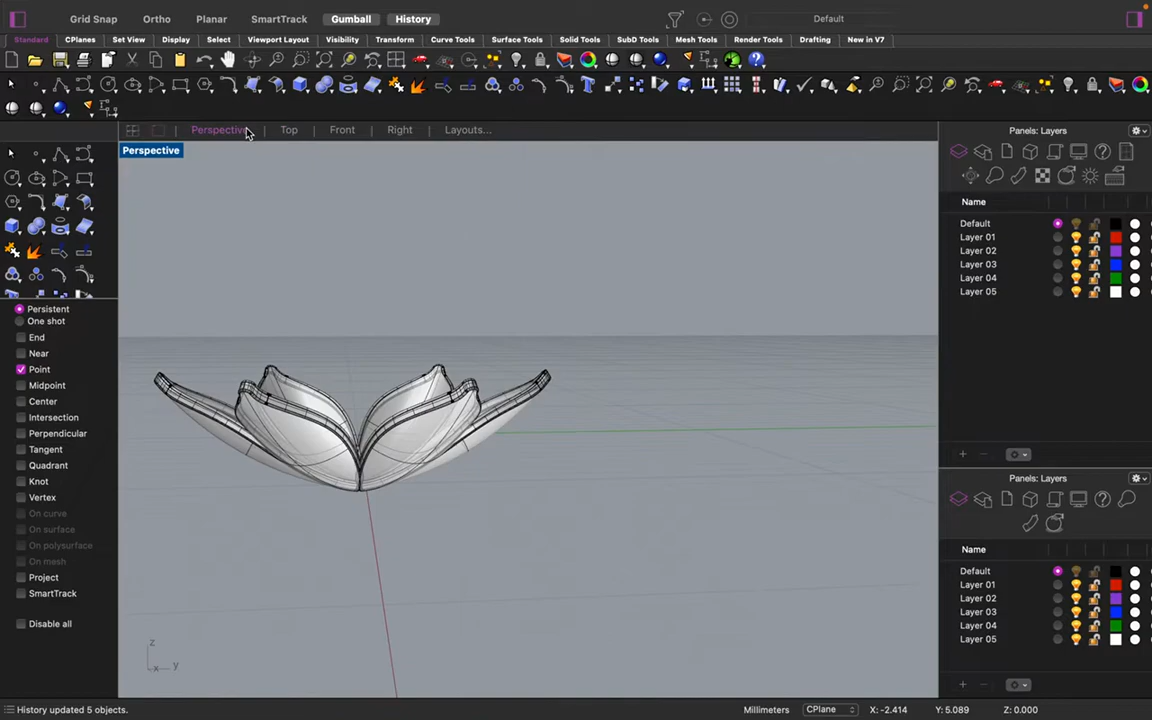 Grid Snap Ortho Planar SmartTrack Gumball History Default
Standard CPlanes Set View Display Select Viewport Layout Visibility Transform Curve Tools Surface Tools Solid Tools SubD Tools Mesh Tools Render Tools Drafting New in V7
Perspective Top Front Right Layouts...
Perspective
Persistent
One shot
End
Near
Point
Midpoint
Center
Intersection
Perpendicular
Tangent
Quadrant
Knot
Vertex
On curve
On surface
On polysurface
On mesh
Project
SmartTrack
Disable all
z
x y
Panels: Layers
Name
Default
Layer 01
Layer 02
Layer 03
Layer 04
Layer 05
Panels: Layers
Name
Default
Layer 01
Layer 02
Layer 03
Layer 04
Layer 05
History updated 5 objects. Millimeters CPlane X: -2.414 Y: 5.089 Z: 0.000